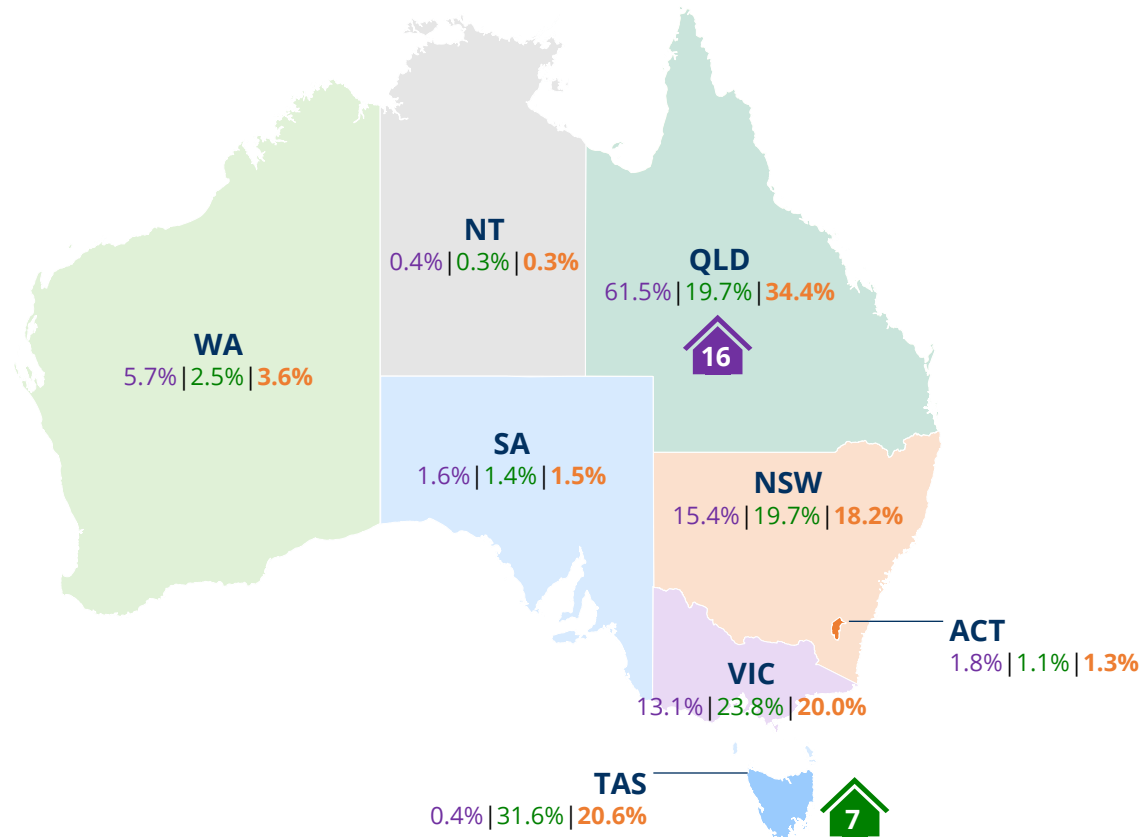 NT
0.4%|0.3%|0.3%
QLD
61.5%|19.7%|34.4%
16
WA
5.7%|2.5%|3.6%
SA
1.6%|1.4%|1.5%
NSW
15.4%|19.7%|18.2%
ACT
1.8%|1.1%|1.3%
VIC
13.1%|23.8%|20.0%
TAS
0.4%|31.6%|20.6%
7